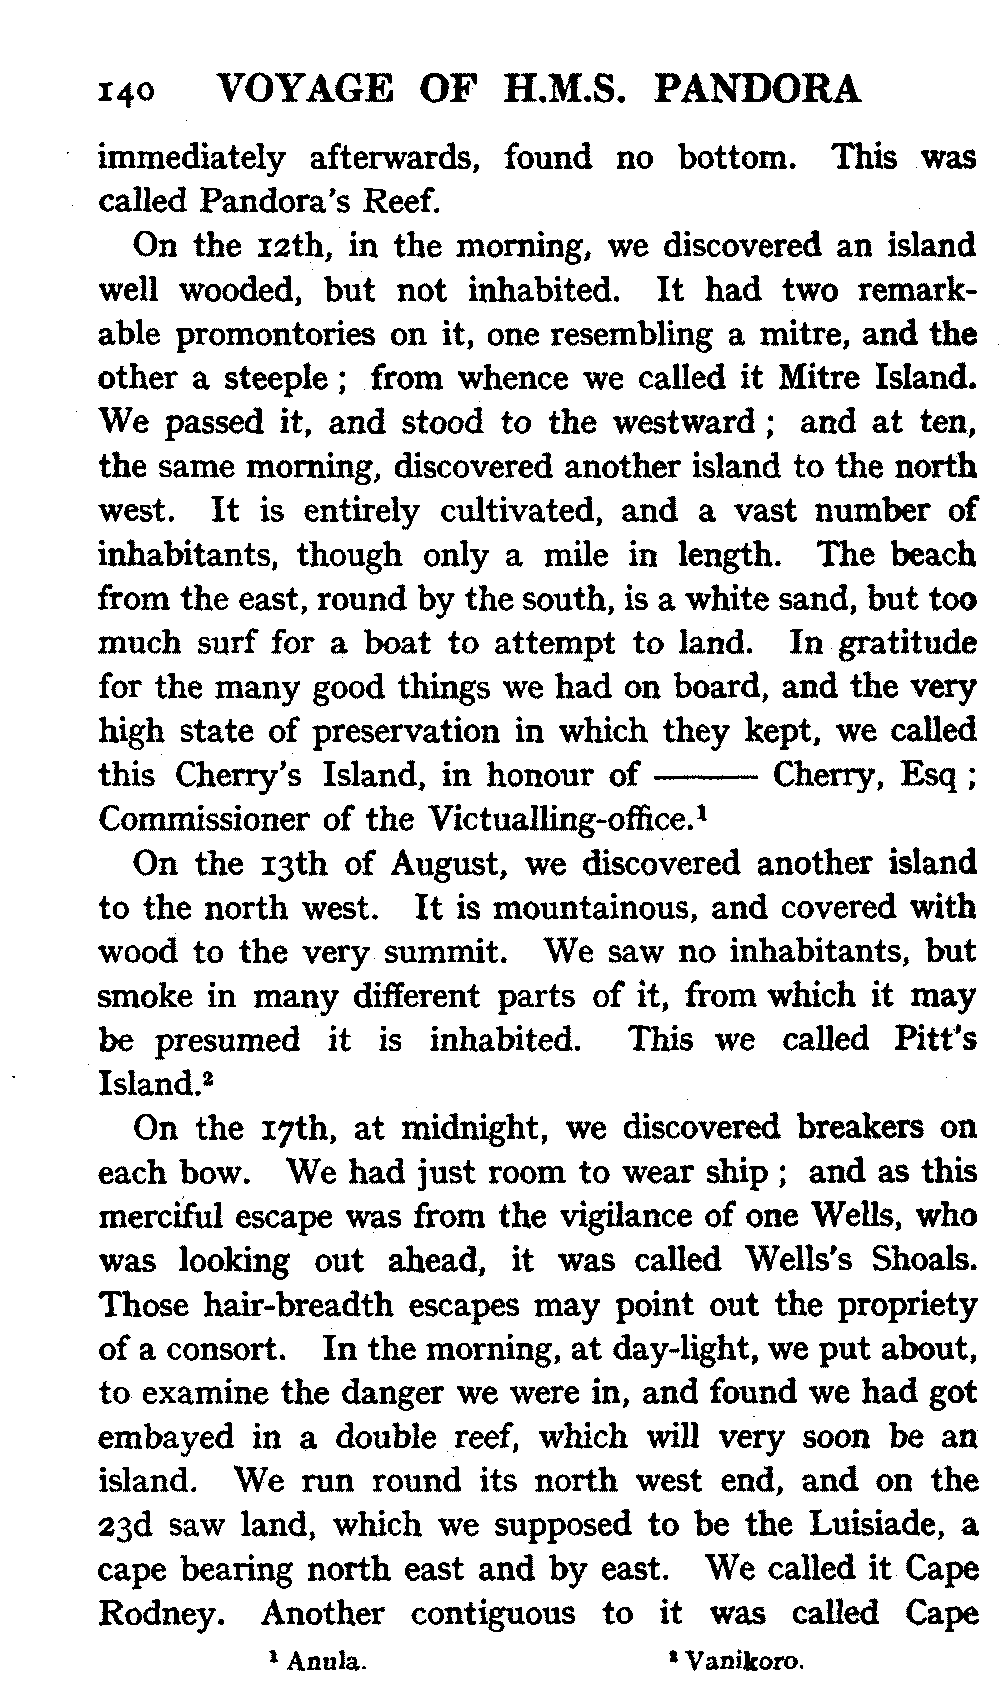 140 VOYAGE OF H.M.S. PANDORA
immediately afterwards, found no bottom. This was
called Pandora's Reef.
On the 12th, in the morning, we discovered an island
well wooded, but not inhabited. It had two remark-
able promontories on it, one resembling a mitre, and the
other a steeple ; from whence we called it Mitre Island.
We passed it, and stood to the westward ; and at ten,
the same morning, discovered another island to the north
west. It is entirely cultivated, and a vast number of
inhabitants, though only a mile in length. The beach
from the east, round by the south, is a white sand, but too
much surf for a boat to attempt to land. In gratitude
for the many good things we had on board, and the very
high state of preservation in which they kept, we called
this Cherry's Island, in honour of ——— Cherry, Esq ;
Commissioner of the Victualling-office.¹
On the 13th of August, we discovered another island
to the north west. It is mountainous, and covered with
wood to the very summit. We saw no inhabitants, but
smoke in many different parts of it, from which it may
be presumed it is inhabited. This we called Pitt's
Island.²
On the 17th, at midnight, we discovered breakers on
each bow. We had just room to wear ship ; and as this
merciful escape was from the vigilance of one Wells, who
was looking out ahead, it was called Wells's Shoals.
Those hair-breadth escapes may point out the propriety
of a consort. In the morning, at day-light, we put about,
to examine the danger we were in, and found we had got
embayed in a double reef, which will very soon be an
island. We run round its north west end, and on the
23d saw land, which we supposed to be the Luisiade, a
cape bearing north east and by east. We called it Cape
Rodney. Another contiguous to it was called Cape
¹ Anula. ² Vanikoro.